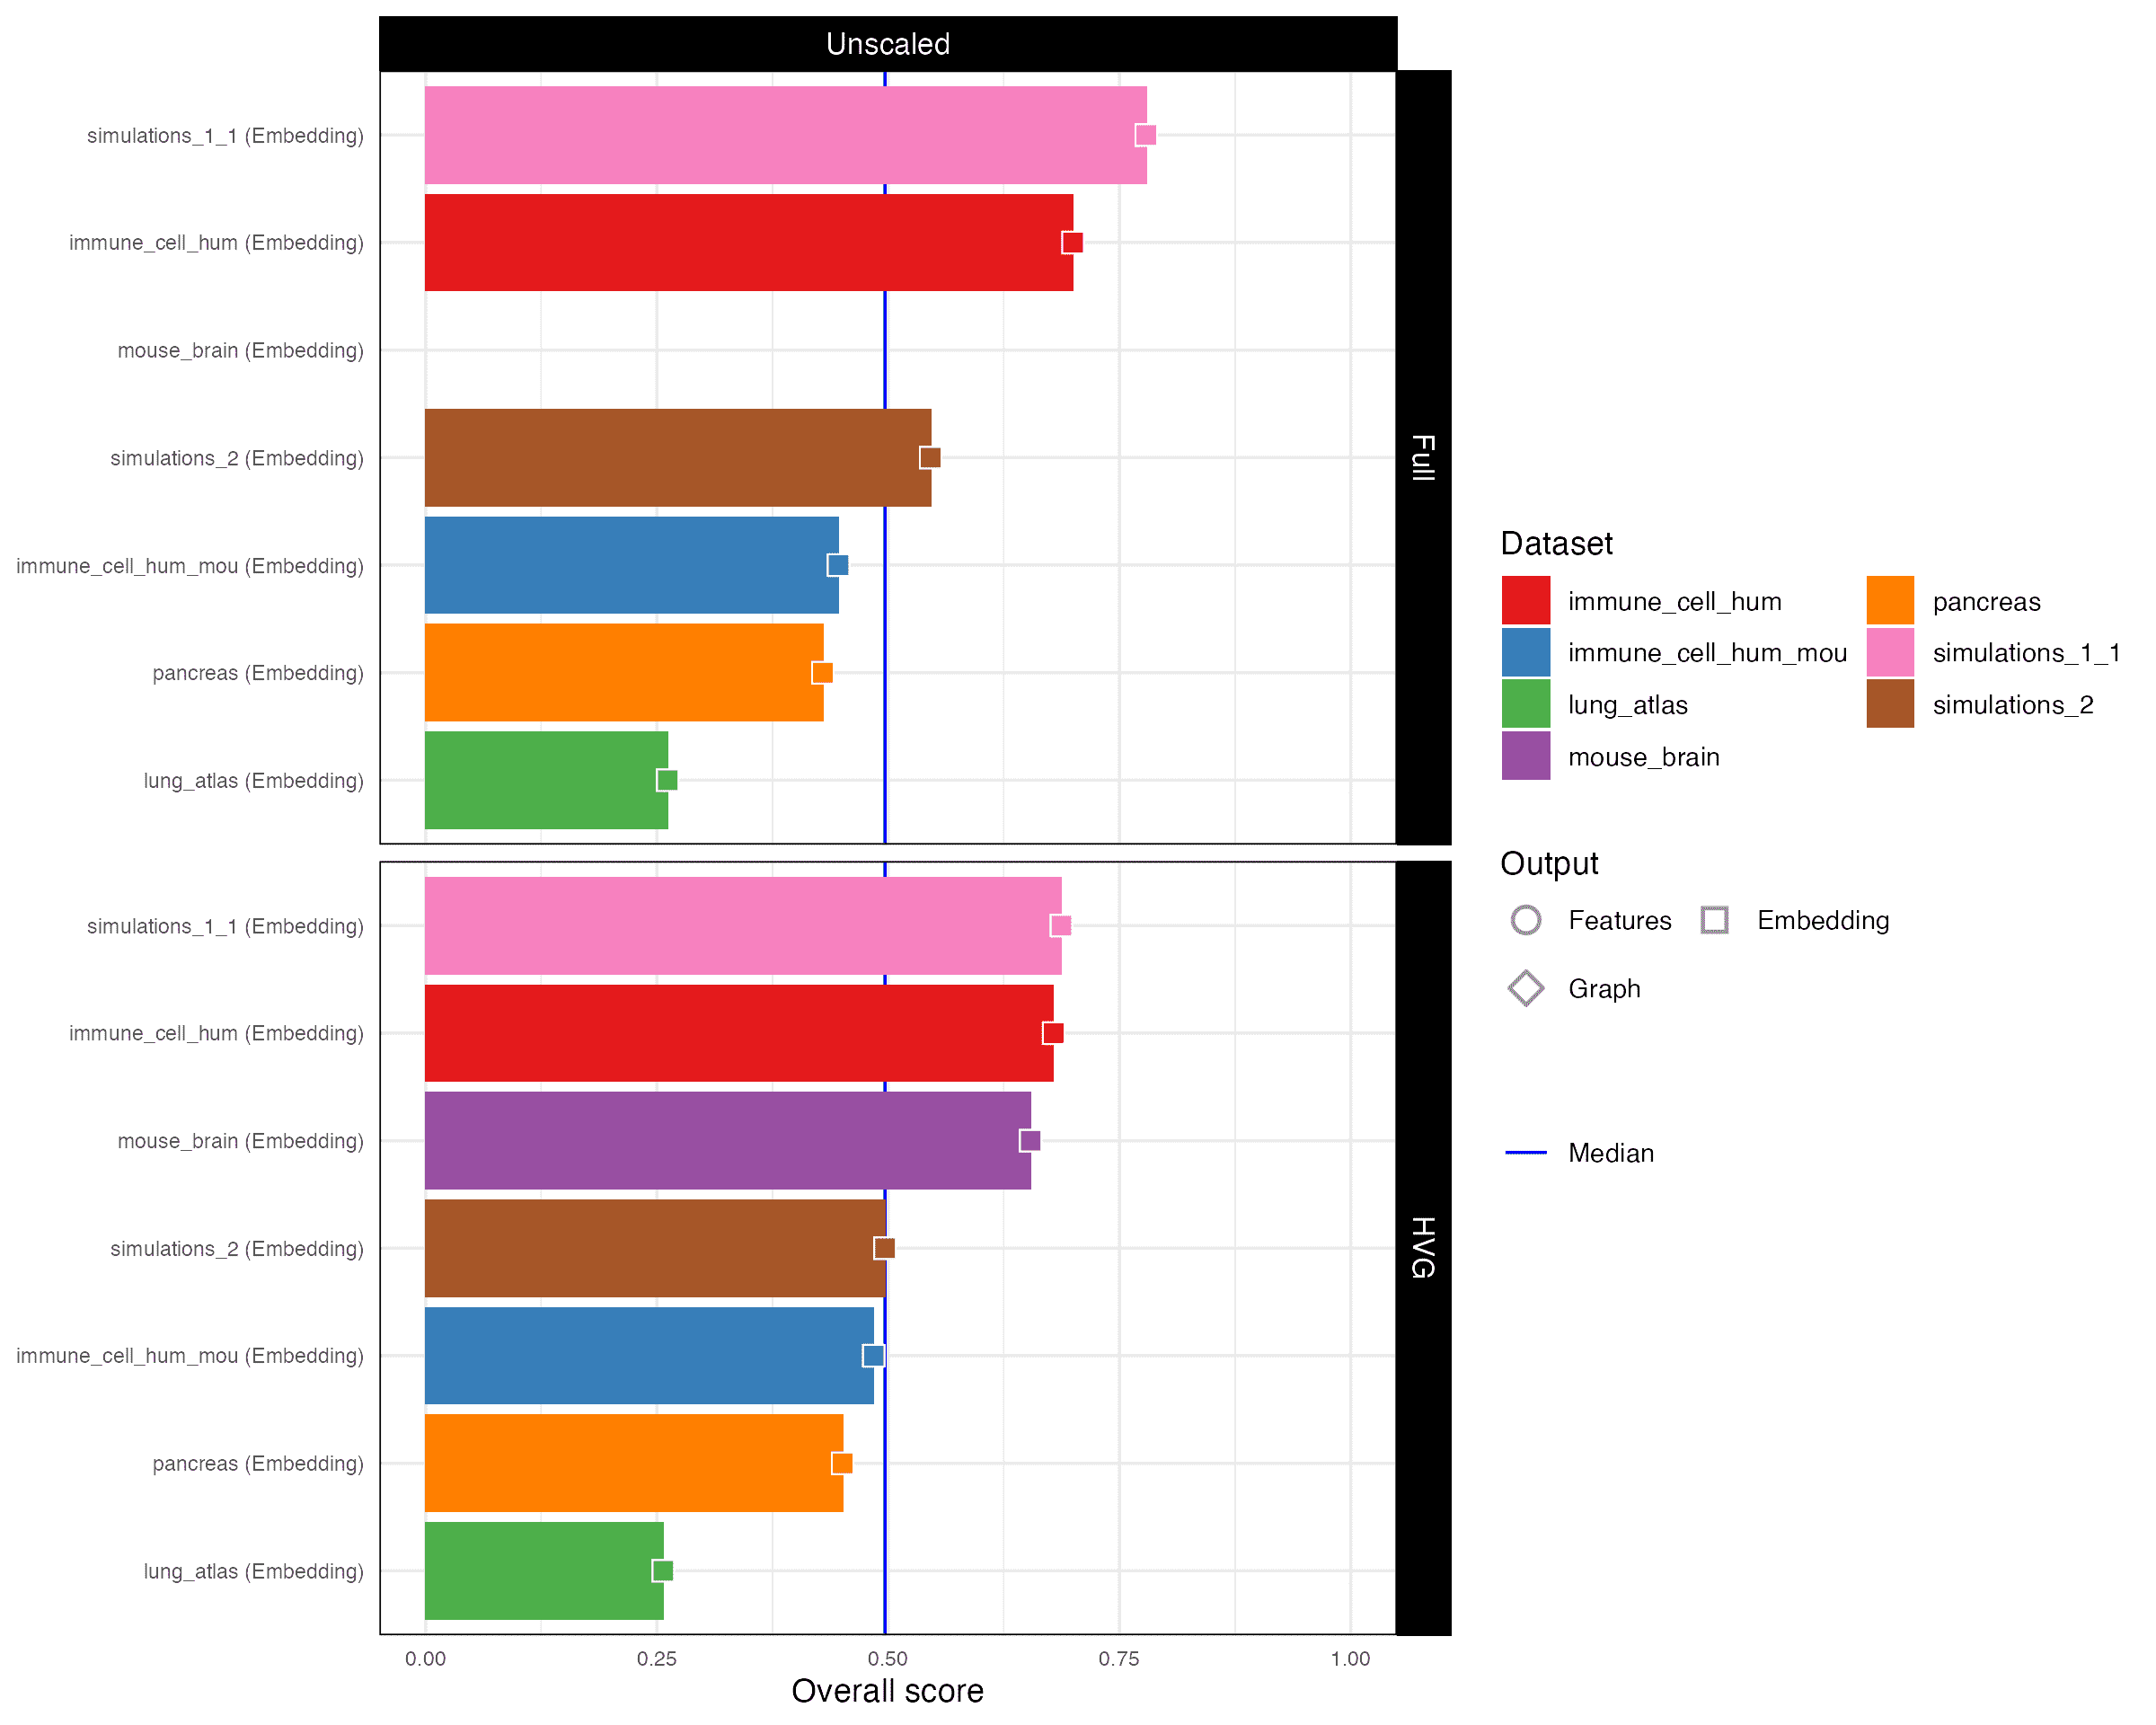 Unscaled
simulations_1_1 (Embedding)
immune_cell_hum (Embedding)
mouse_brain (Embedding)
simulations_2 (Embedding)
immune_cell_hum_mou (Embedding)
pancreas (Embedding)
lung_atlas (Embedding)
Full
simulations_1_1 (Embedding)
immune_cell_hum (Embedding)
mouse_brain (Embedding)
simulations_2 (Embedding)
immune_cell_hum_mou (Embedding)
pancreas (Embedding)
lung_atlas (Embedding)
HVG
0.00 0.25 0.50 0.75 1.00
Overall score
Dataset
immune_cell_hum
immune_cell_hum_mou
lung_atlas
mouse_brain
pancreas
simulations_1_1
simulations_2
Output
Features Embedding
Graph
Median